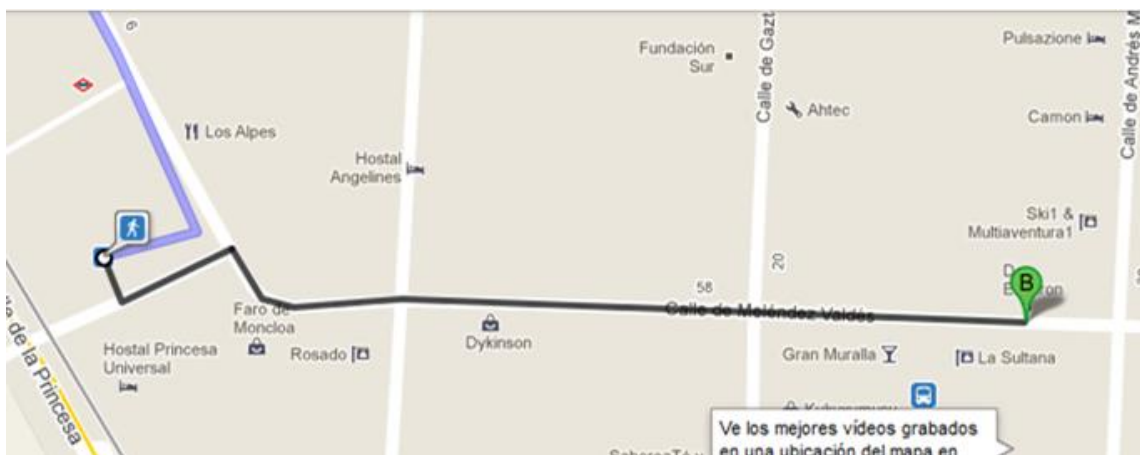 6
Pulsazione
Fundación
Sur
Calle de Gazt
Calle de Andrés M
Ahtec
Camon
Los Alpes
Hostal
Angelines
Ski1 &
Multiaventura1
20
B
58
Calle de Meléndez Valdés
Faro de
Moncloa
Dykinson
Hostal Princesa
Universal
Rosado
Gran Muralla
La Sultana
de la Princesa
Ve los mejores vídeos grabados
en una ubicación del mapa en